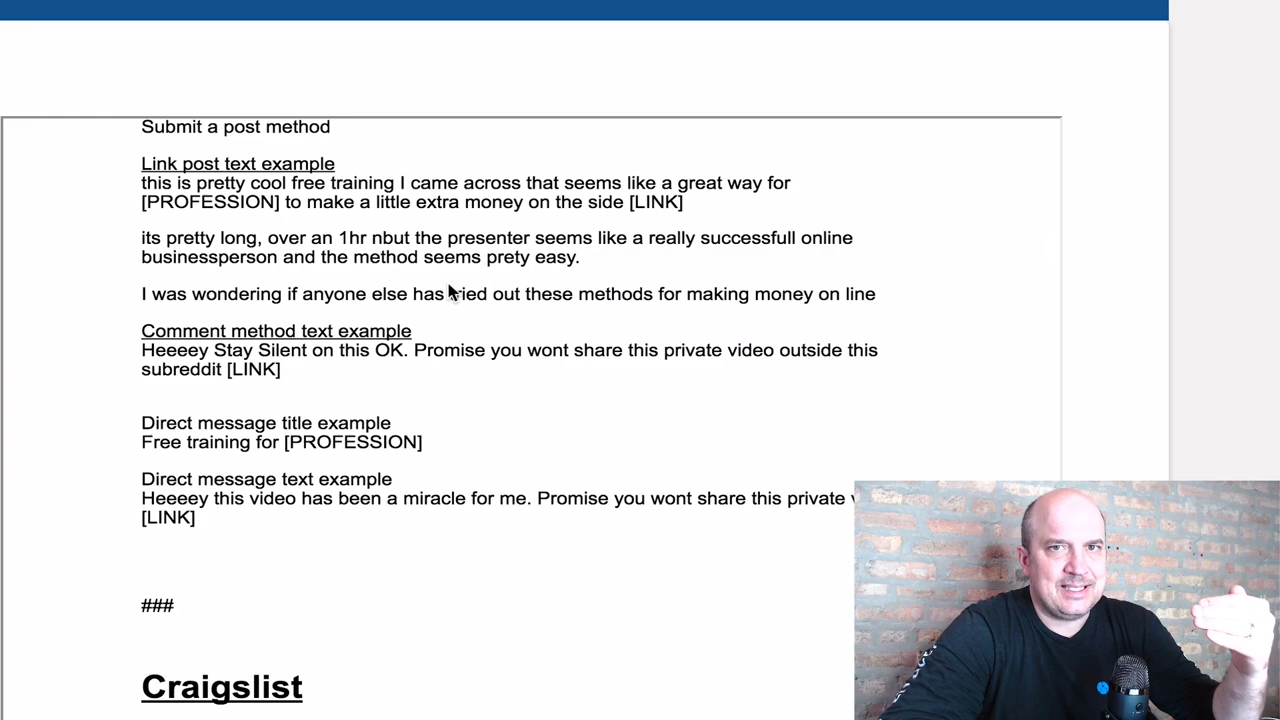 Submit a post method
Link post text example
this is pretty cool free training I came across that seems like a great way for
[PROFESSION] to make a little extra money on the side [LINK]
its pretty long, over an 1hr nbut the presenter seems like a really successfull online
businessperson and the method seems prety easy.
I was wondering if anyone else has tried out these methods for making money on line
Comment method text example
Heeeey Stay Silent on this OK. Promise you wont share this private video outside this
subreddit [LINK]
Direct message title example
Free training for [PROFESSION]
Direct message text example
Heeeey this video has been a miracle for me. Promise you wont share this private
[LINK]
###
Craigslist